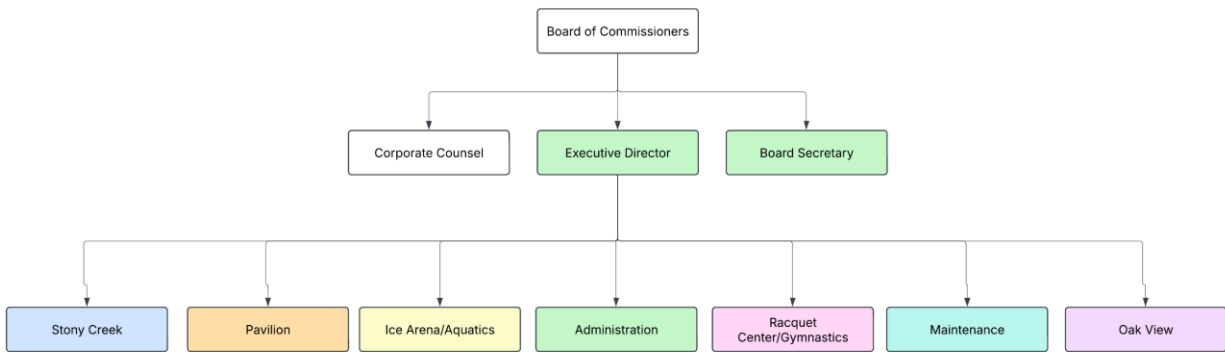 Board of Commissioners
Corporate Counsel
Executive Director
Board Secretary
Stony Creek
Pavilion
Ice Arena/Aquatics
Administration
Racquet
Center/Gymnastics
Maintenance
Oak View